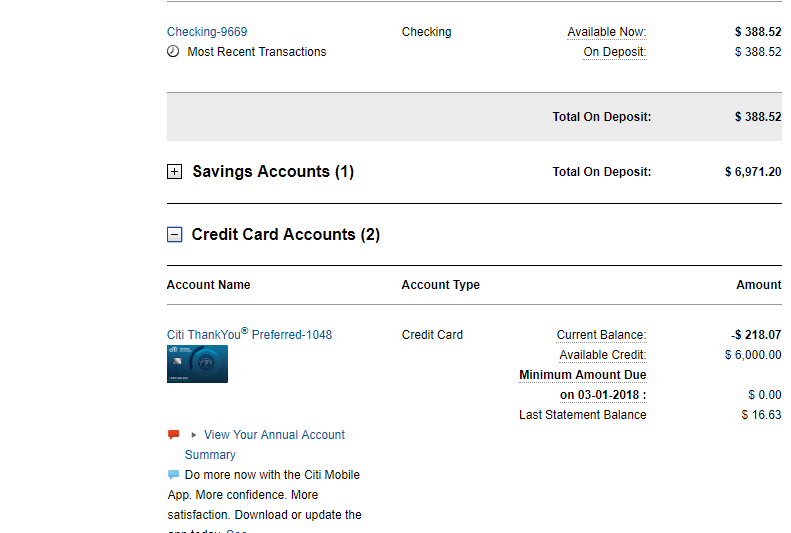 Checking-9669 Checking Available Now: $ 388.52
Most Recent Transactions On Deposit: $ 388.52
Total On Deposit: $ 388.52
Savings Accounts (1) Total On Deposit: $ 6,971.20
Credit Card Accounts (2)
Account Name Account Type Amount
Citi ThankYou® Preferred-1048 Credit Card Current Balance: -$ 218.07
citi Available Credit: $ 6,000.00
Minimum Amount Due
on 03-01-2018 : $ 0.00
Last Statement Balance $ 16.63
View Your Annual Account
Summary
Do more now with the Citi Mobile
App. More confidence. More
satisfaction. Download or update the